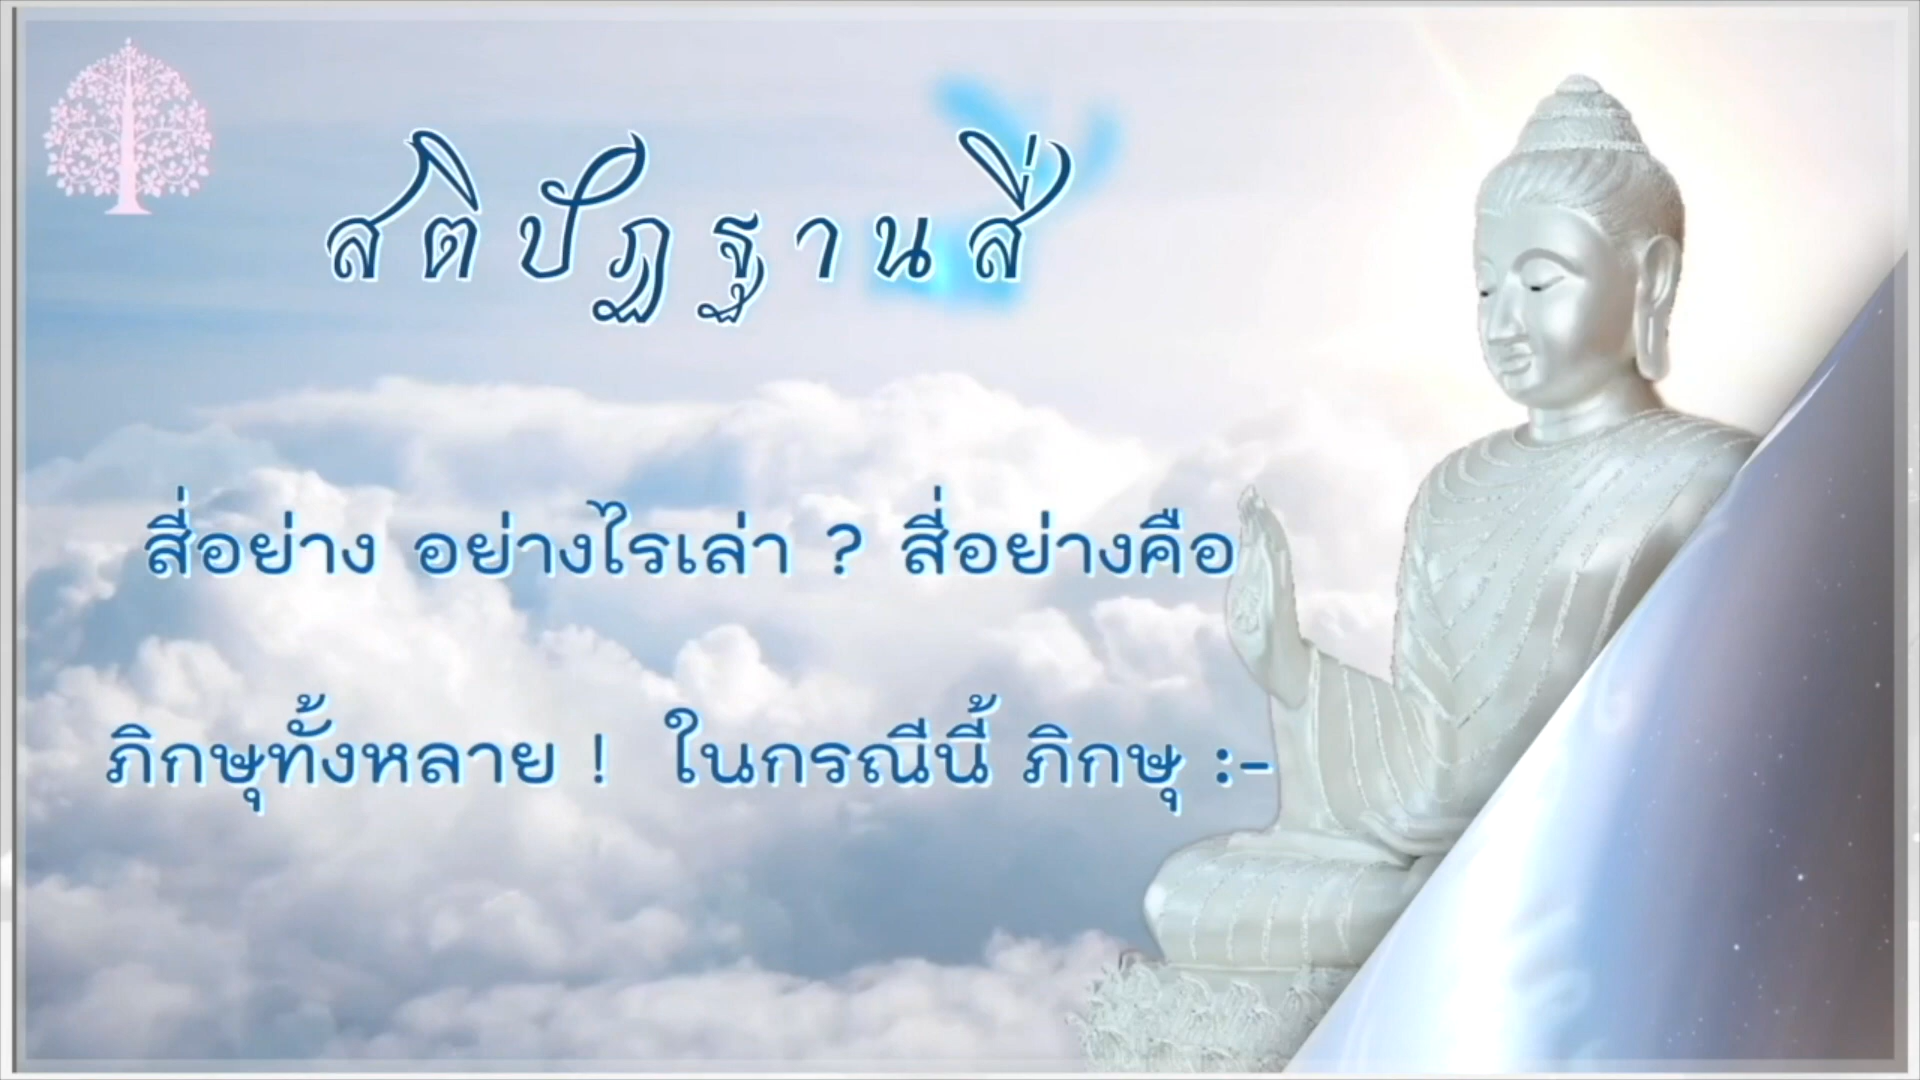 สติปัฏฐานสี่
สี่อย่าง อย่างไรเล่า ? สี่อย่างคือ
ภิกษุทั้งหลาย ! ในกรณีนี้ ภิกษุ :-